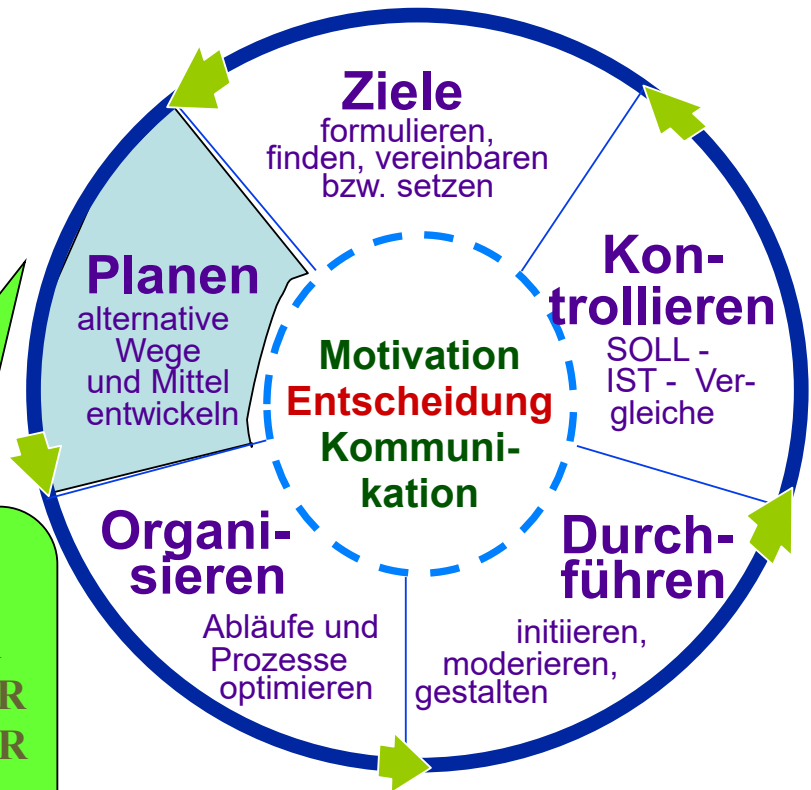 Ziele
formulieren,
finden, vereinbaren
bzw. setzen
Planen
alternative
Wege
und Mittel
entwickeln
Organi-
sieren
Abläufe und
Prozesse
optimieren
Durch-
führen
initiieren,
moderieren,
gestalten
Kon-
trollieren
SOLL -
IST - Ver-
gleiche
Motivation
Entscheidung
Kommuni-
kation
R
R